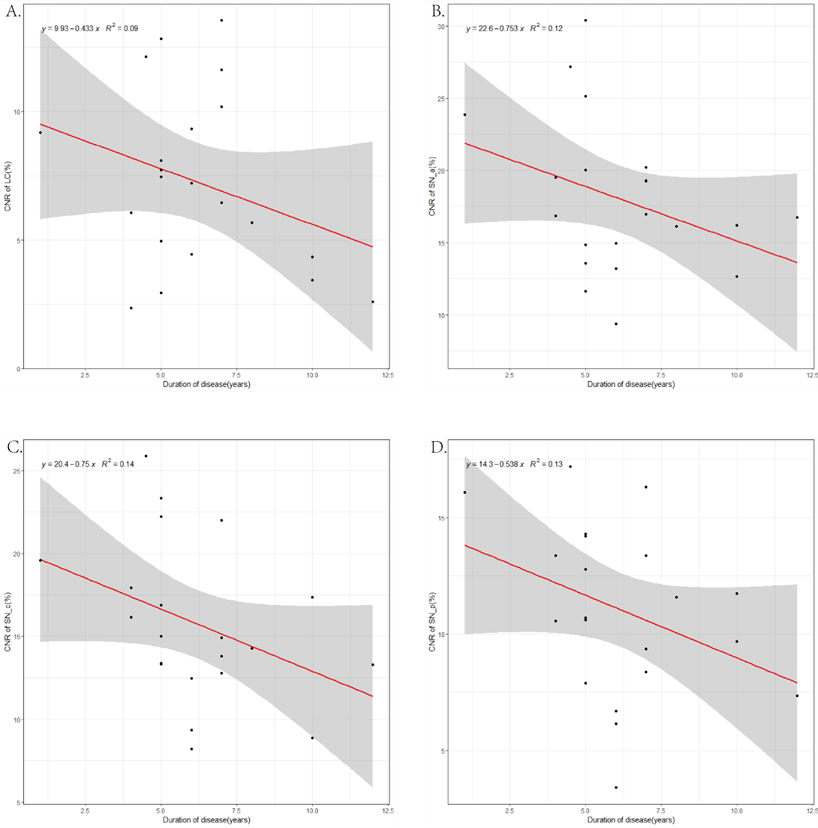 A.
y = 9.93 − 0.433 x R² = 0.09
CNR of LC(%)
10
5
0
2.5 5.0 7.5 10.0 12.5
Duration of disease(years)
B.
y = 22.6 − 0.753 x R² = 0.12
CNR of SN_a(%)
30
25
20
15
10
2.5 5.0 7.5 10.0 12.5
Duration of disease(years)
C.
y = 20.4 − 0.75 x R² = 0.14
CNR of SN_c(%)
25
20
15
10
5
2.5 5.0 7.5 10.0 12.5
Duration of disease(years)
D.
y = 14.3 − 0.538 x R² = 0.13
CNR of SN_p(%)
15
10
5
2.5 5.0 7.5 10.0 12.5
Duration of disease(years)